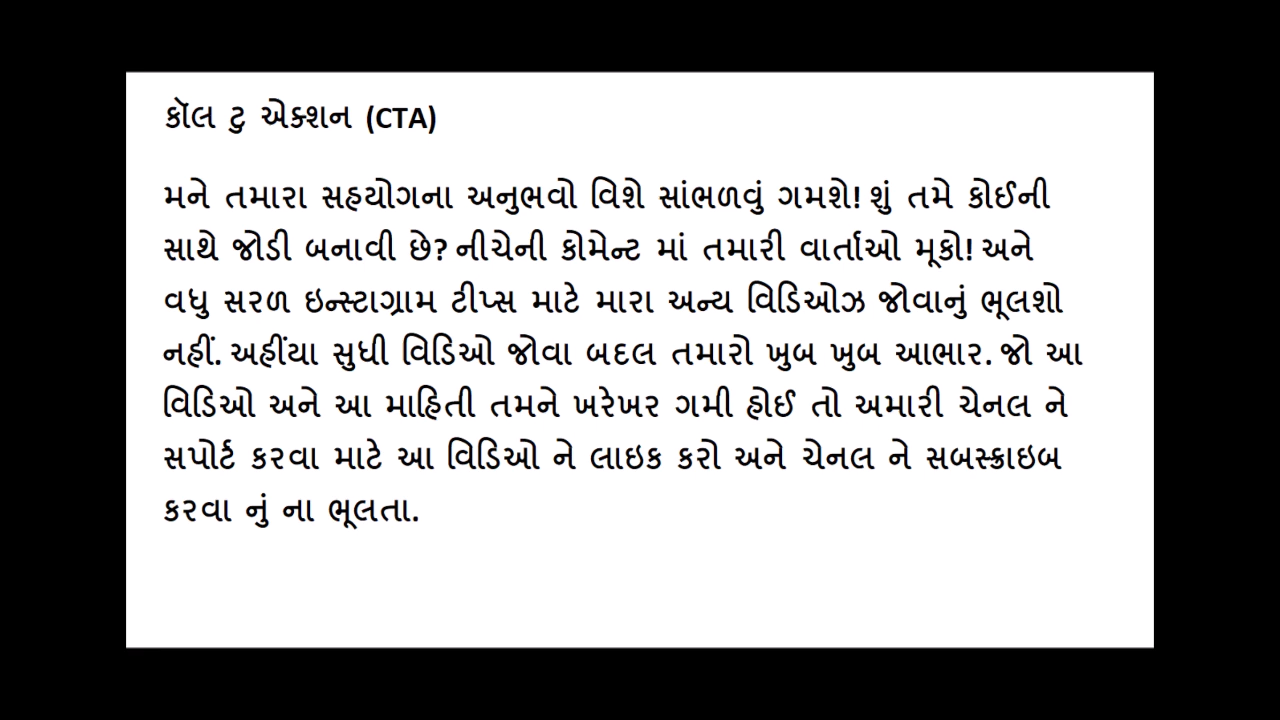 કૉલ ટુ એક્શન (CTA)
મને તમારા સહયોગના અનુભવો વિશે સાંભળવું ગમશે! શું તમે કોઈની
સાથે જોડી બનાવી છે? નીચેની કોમેન્ટ માં તમારી વાર્તાઓ મૂકો! અને
વધુ સરળ ઇન્સ્ટાગ્રામ ટીપ્સ માટે મારા અન્ય વિડિઓઝ જોવાનું ભૂલશો
નહીં. અહીંયા સુધી વિડિઓ જોવા બદલ તમારો ખુબ ખુબ આભાર. જો આ
વિડિઓ અને આ માહિતી તમને ખરેખર ગમી હોઈ તો અમારી ચેનલ ને
સપોર્ટ કરવા માટે આ વિડિઓ ને લાઇક કરો અને ચેનલ ને સબસ્ક્રાઇબ
કરવા નું ના ભૂલતા.